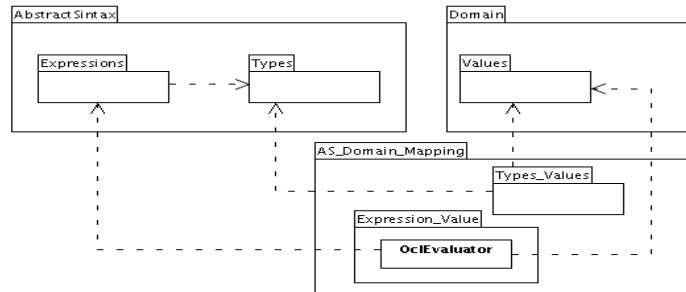 AbstractSintax
Domain
Expressions
Types
Values
AS_Domain_Mapping
Types_Values
Expression_Value
OclEvaluator